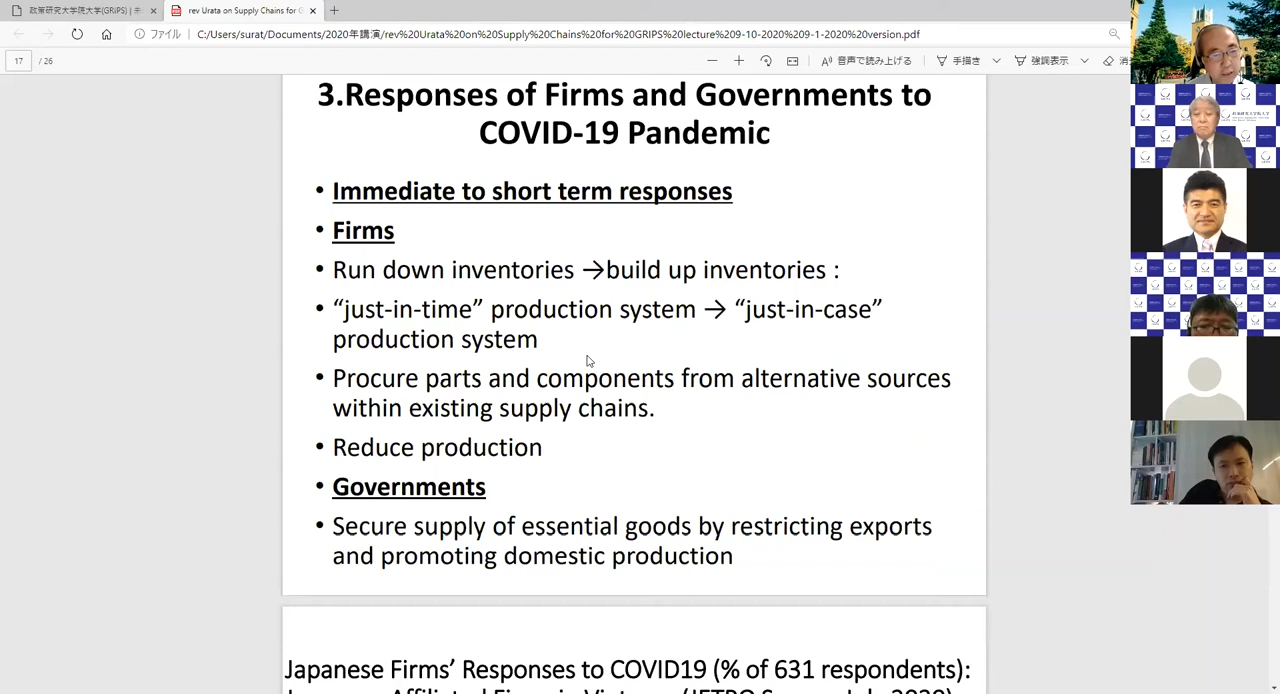 政策研究大学院大学(GRIPS) | 
rev Urata on Supply Chains for G
ファイル
C:/Users/surat/Documents/2020年講演/rev%20Urata%20on%20Supply%20Chains%20for%20GRIPS%20lecture%209-10-2020%209-1-2020%20version.pdf
17 / 26
音声で読み上げる
手描き
強調表示
3.Responses of Firms and Governments to
COVID-19 Pandemic
• Immediate to short term responses
• Firms
• Run down inventories →build up inventories :
• “just-in-time” production system → “just-in-case”
production system
• Procure parts and components from alternative sources
within existing supply chains.
• Reduce production
• Governments
• Secure supply of essential goods by restricting exports
and promoting domestic production
Japanese Firms’ Responses to COVID19 (% of 631 respondents):